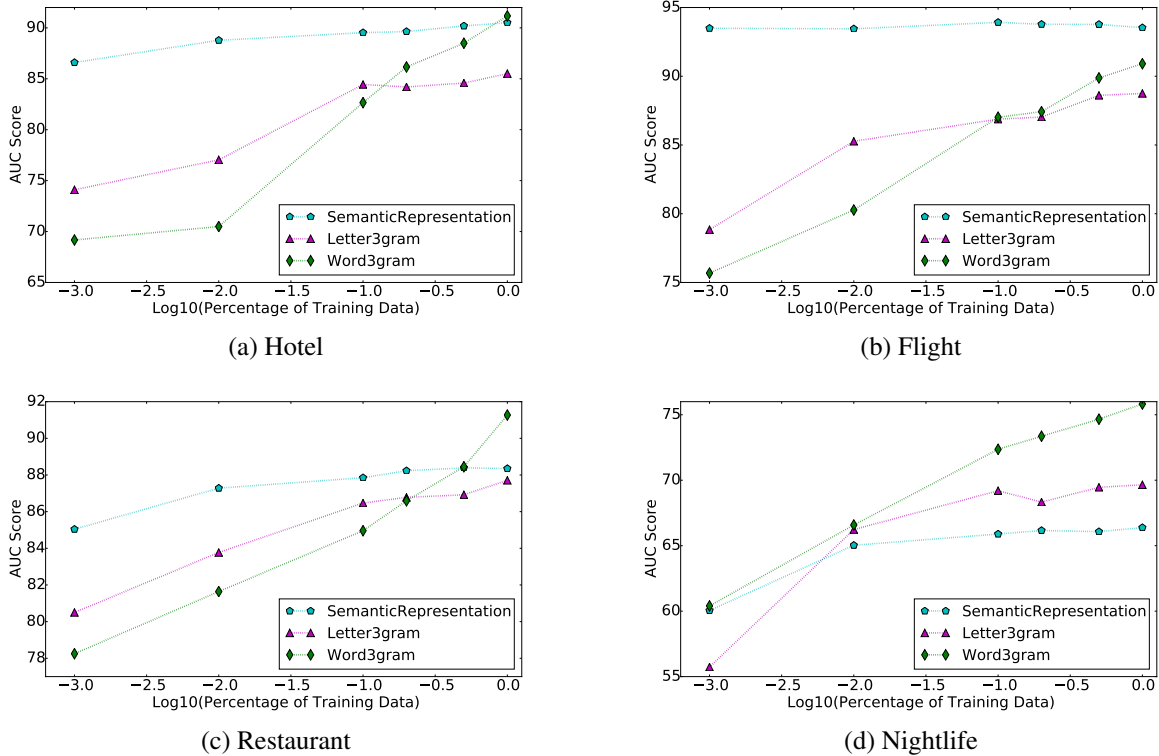 90
85
80
75
70
65
AUC Score
−3.0 −2.5 −2.0 −1.5 −1.0 −0.5 0.0
Log10(Percentage of Training Data)
SemanticRepresentation
Letter3gram
Word3gram
(a) Hotel
95
90
85
80
75
AUC Score
−3.0 −2.5 −2.0 −1.5 −1.0 −0.5 0.0
Log10(Percentage of Training Data)
SemanticRepresentation
Letter3gram
Word3gram
(b) Flight
92
90
88
86
84
82
80
78
AUC Score
−3.0 −2.5 −2.0 −1.5 −1.0 −0.5 0.0
Log10(Percentage of Training Data)
SemanticRepresentation
Letter3gram
Word3gram
(c) Restaurant
75
70
65
60
55
AUC Score
−3.0 −2.5 −2.0 −1.5 −1.0 −0.5 0.0
Log10(Percentage of Training Data)
SemanticRepresentation
Letter3gram
Word3gram
(d) Nightlife